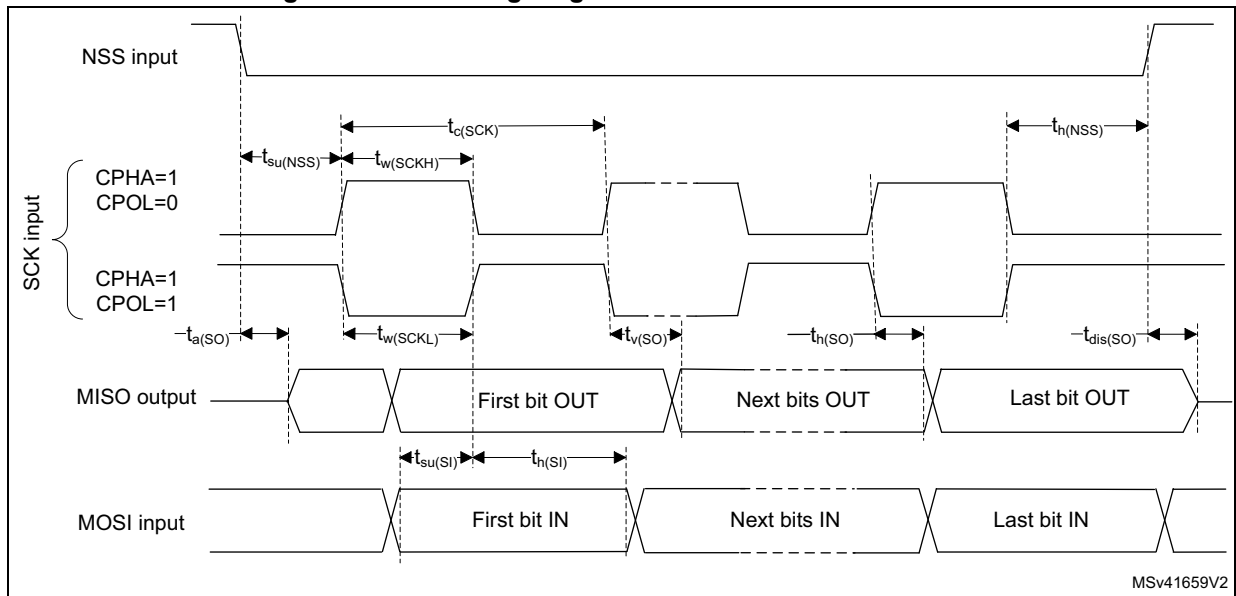 NSS input
tc(SCK)
th(NSS)
tsu(NSS)
tw(SCKH)
SCK input
CPHA=1
CPOL=0
CPHA=1
CPOL=1
ta(SO)
tw(SCKL)
tv(SO)
th(SO)
tdis(SO)
MISO output
First bit OUT
Next bits OUT
Last bit OUT
tsu(SI)
th(SI)
MOSI input
First bit IN
Next bits IN
Last bit IN
MSv41659V2